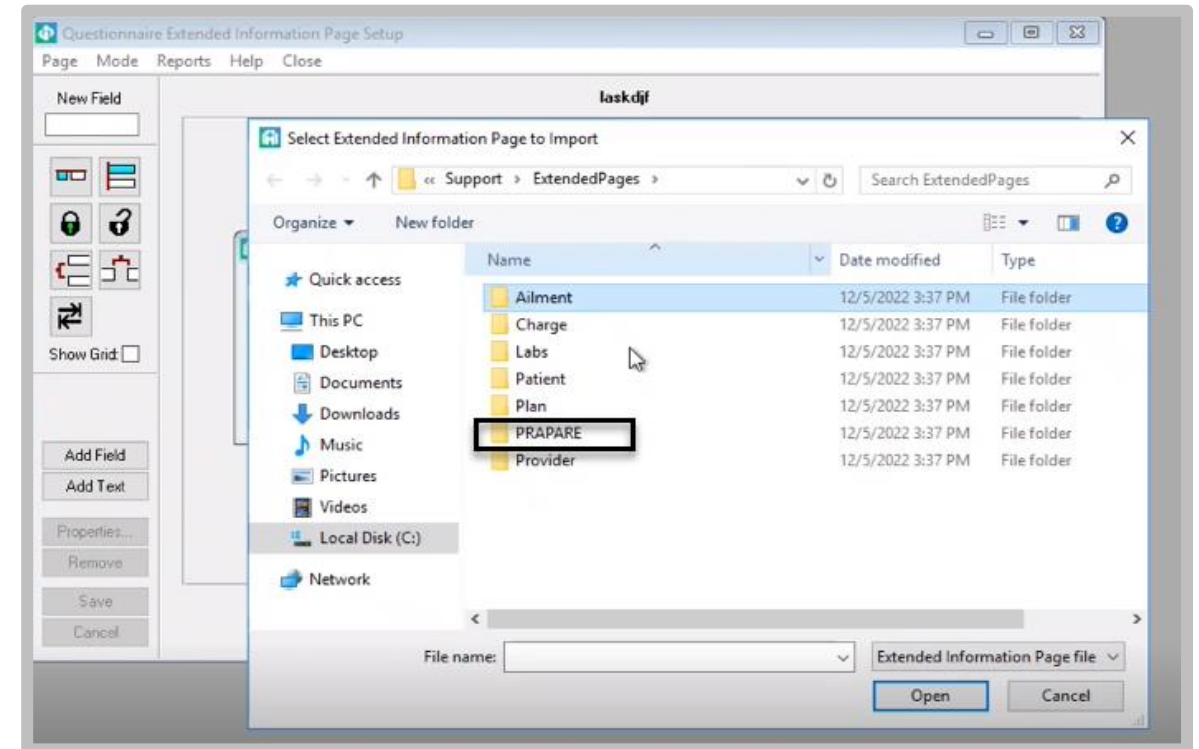 Questionnaire Extended Information Page Setup
Page Mode Reports Help Close
New Field
laskdjf
Show Grid:
Add Field
Add Text
Properties...
Remove
Save
Cancel
Select Extended Information Page to Import
« Support › ExtendedPages ›
Search ExtendedPages
Organize New folder
Name Date modified Type
Quick access
This PC
Desktop
Documents
Downloads
Music
Pictures
Videos
Local Disk (C:)
Network
Ailment 12/5/2022 3:37 PM File folder
Charge 12/5/2022 3:37 PM File folder
Labs 12/5/2022 3:37 PM File folder
Patient 12/5/2022 3:37 PM File folder
Plan 12/5/2022 3:37 PM File folder
PRAPARE 12/5/2022 3:37 PM File folder
Provider 12/5/2022 3:37 PM File folder
File name: Extended Information Page file
Open Cancel